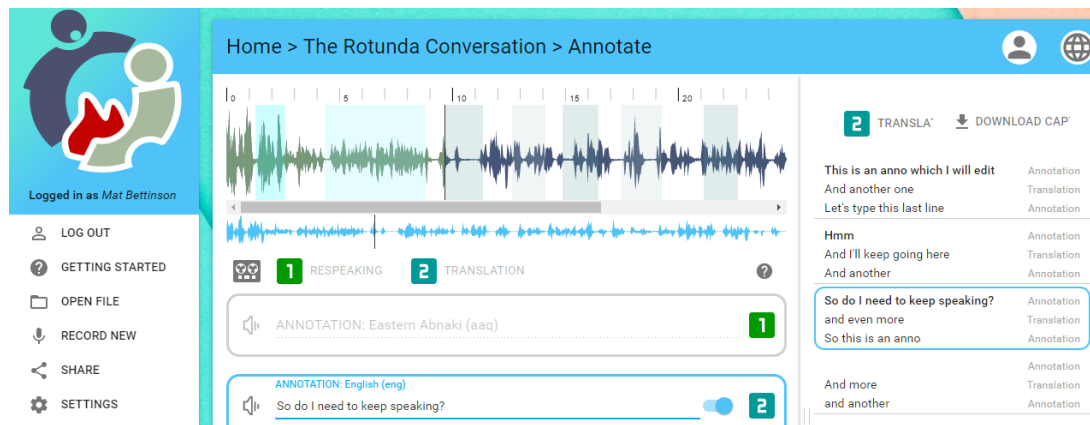 Home > The Rotunda Conversation > Annotate
Logged in as Mat Bettinson
LOG OUT
GETTING STARTED
OPEN FILE
RECORD NEW
SHARE
SETTINGS
0 5 10 15 20
1 RESPEAKING 2 TRANSLATION ?
ANNOTATION: Eastern Abnaki (aaq) 1
ANNOTATION: English (eng)
So do I need to keep speaking? 2
2 TRANSLA DOWNLOAD CAP
This is an anno which I will edit Annotation
And another one Translation
Let's type this last line Annotation
Hmm Annotation
And I'll keep going here Translation
And another Annotation
So do I need to keep speaking? Annotation
and even more Translation
So this is an anno Annotation
Annotation
And more Translation
and another Annotation